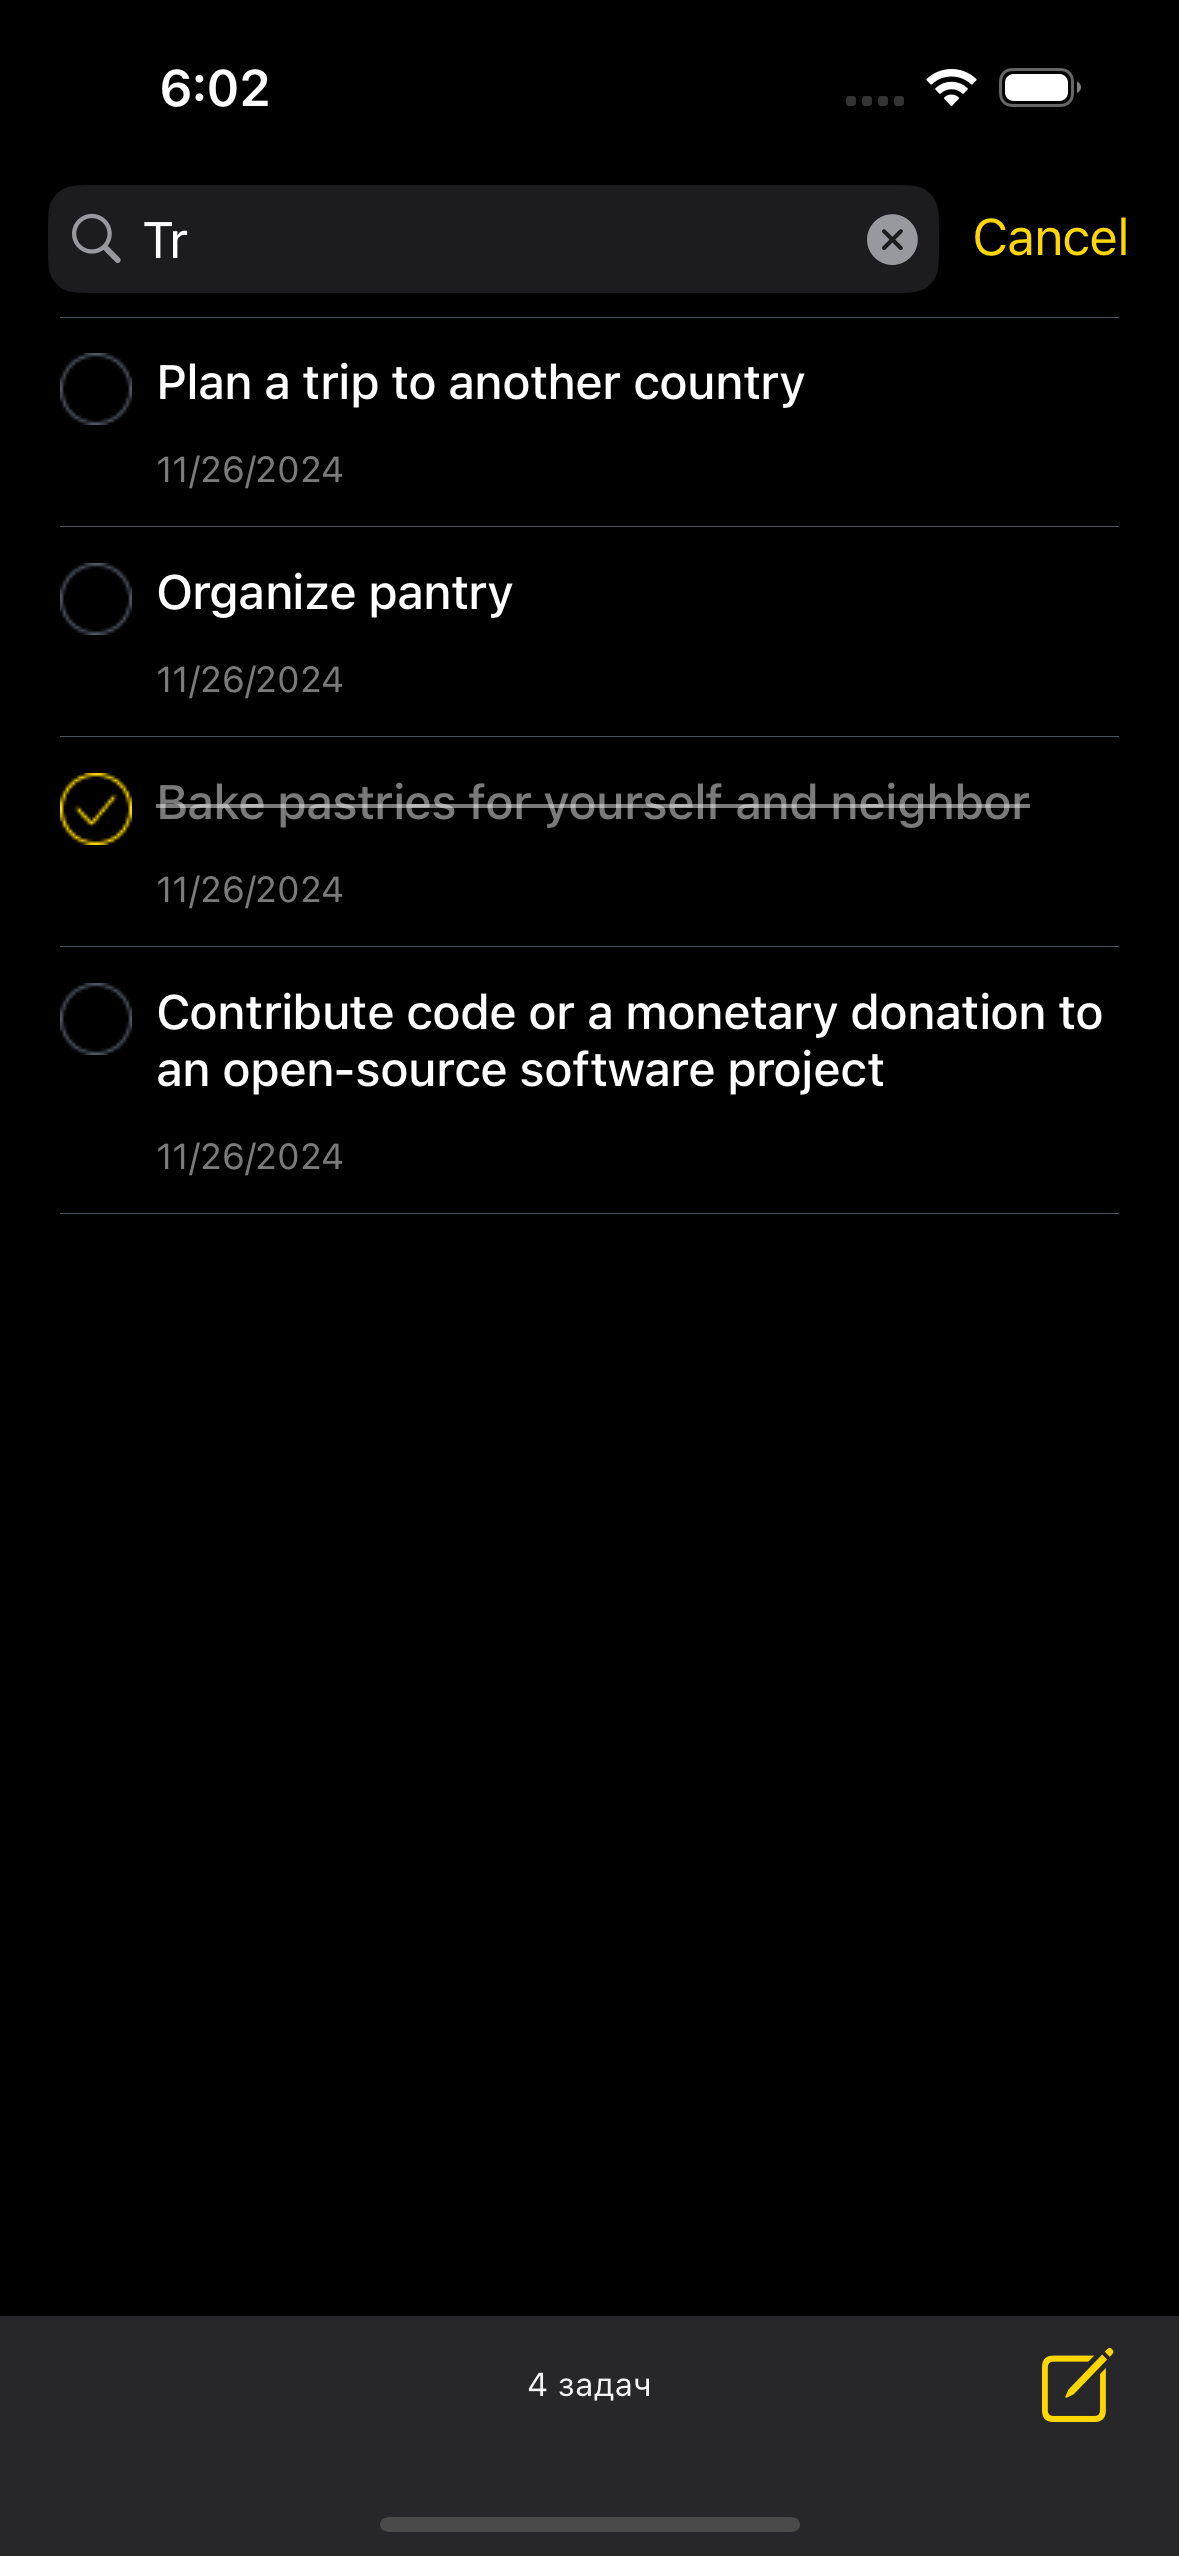 6:02
Tr
Cancel
Plan a trip to another country
11/26/2024
Organize pantry
11/26/2024
Bake pastries for yourself and neighbor
11/26/2024
Contribute code or a monetary donation to
an open-source software project
11/26/2024
4 задач